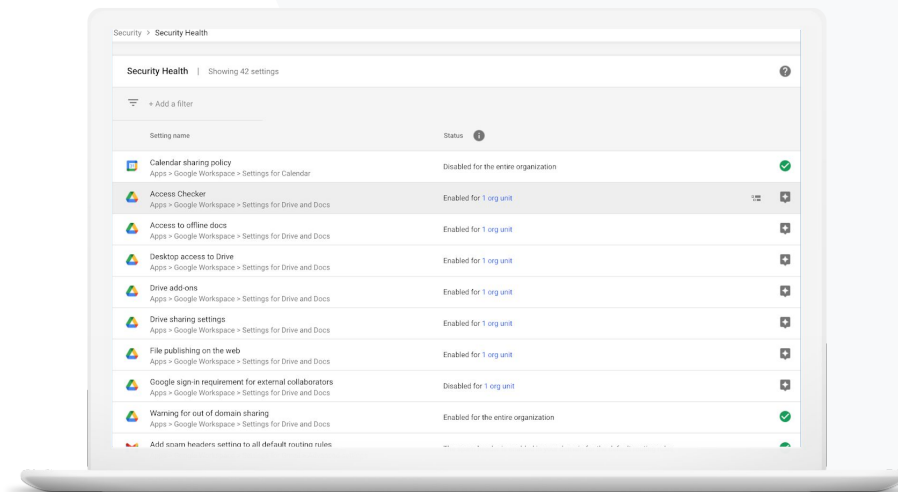 Security > Security Health
Security Health | Showing 42 settings
+ Add a filter
Setting name Status
Calendar sharing policy
Apps > Google Workspace > Settings for Calendar
Disabled for the entire organization
Access Checker
Apps > Google Workspace > Settings for Drive and Docs
Enabled for 1 org unit
Access to offline docs
Apps > Google Workspace > Settings for Drive and Docs
Enabled for 1 org unit
Desktop access to Drive
Apps > Google Workspace > Settings for Drive and Docs
Enabled for 1 org unit
Drive add-ons
Apps > Google Workspace > Settings for Drive and Docs
Enabled for 1 org unit
Drive sharing settings
Apps > Google Workspace > Settings for Drive and Docs
Enabled for 1 org unit
File publishing on the web
Apps > Google Workspace > Settings for Drive and Docs
Enabled for 1 org unit
Google sign-in requirement for external collaborators
Apps > Google Workspace > Settings for Drive and Docs
Disabled for 1 org unit
Warning for out of domain sharing
Apps > Google Workspace > Settings for Drive and Docs
Enabled for the entire organization
Add spam headers setting to all default routing rules